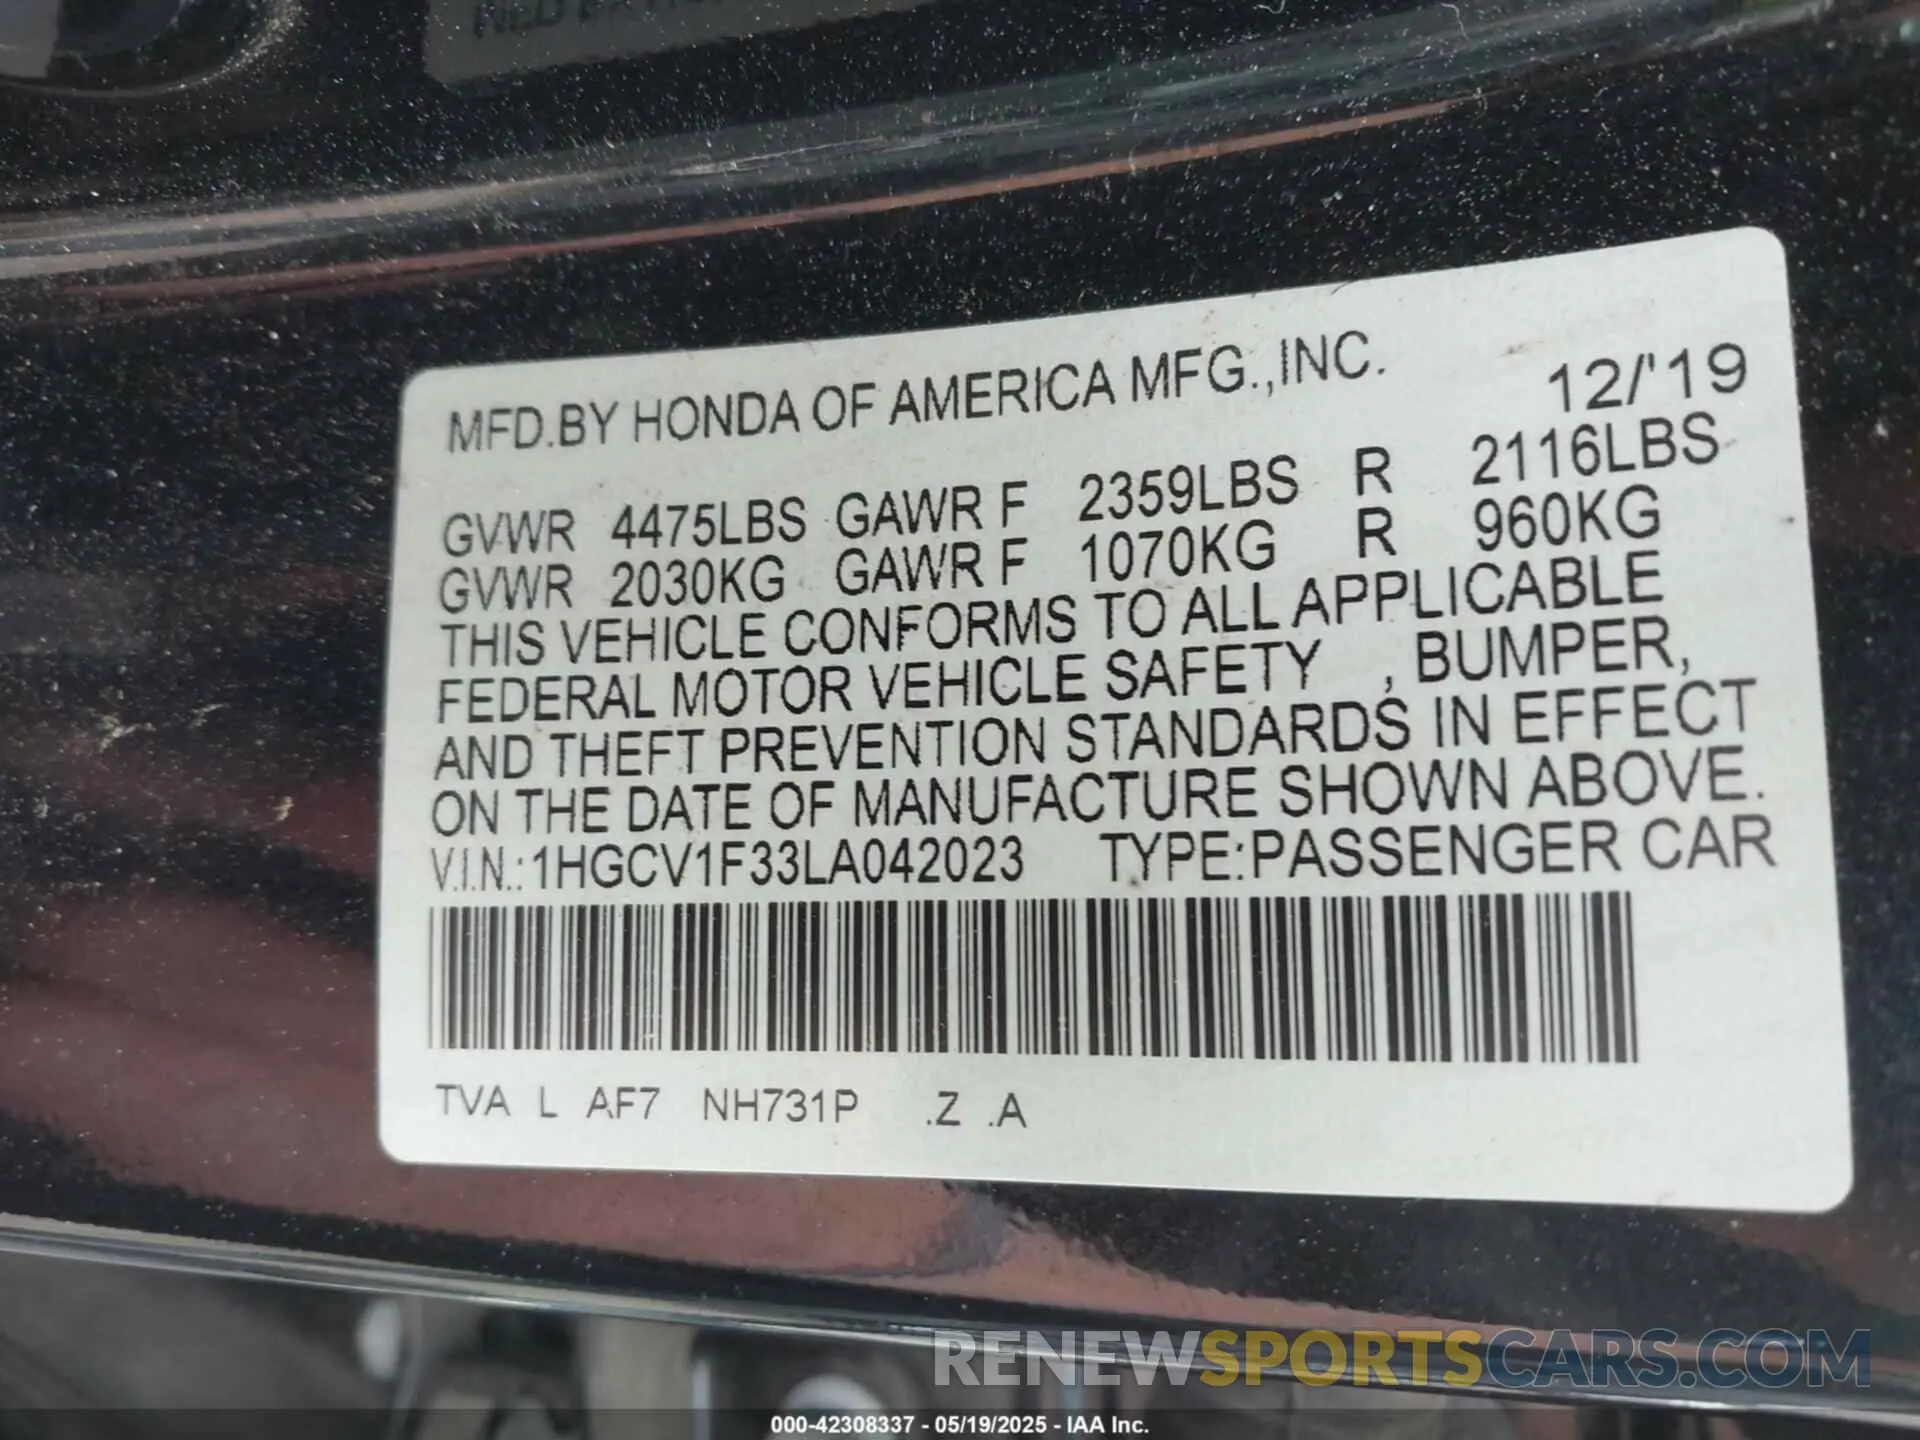 MFD.BY HONDA OF AMERICA MFG.,INC. 12/'19
GVWR 4475LBS GAWR F 2359LBS R 2116LBS
GVWR 2030KG GAWR F 1070KG R 960KG
THIS VEHICLE CONFORMS TO ALL APPLICABLE
FEDERAL MOTOR VEHICLE SAFETY , BUMPER,
AND THEFT PREVENTION STANDARDS IN EFFECT
ON THE DATE OF MANUFACTURE SHOWN ABOVE.
V.I.N.: 1HGCV1F33LA042023 TYPE:PASSENGER CAR
TVA L AF7 NH731P .Z .A
RENEWSPORTSCARS.COM
000-42308337 - 05/19/2025 - IAA Inc.